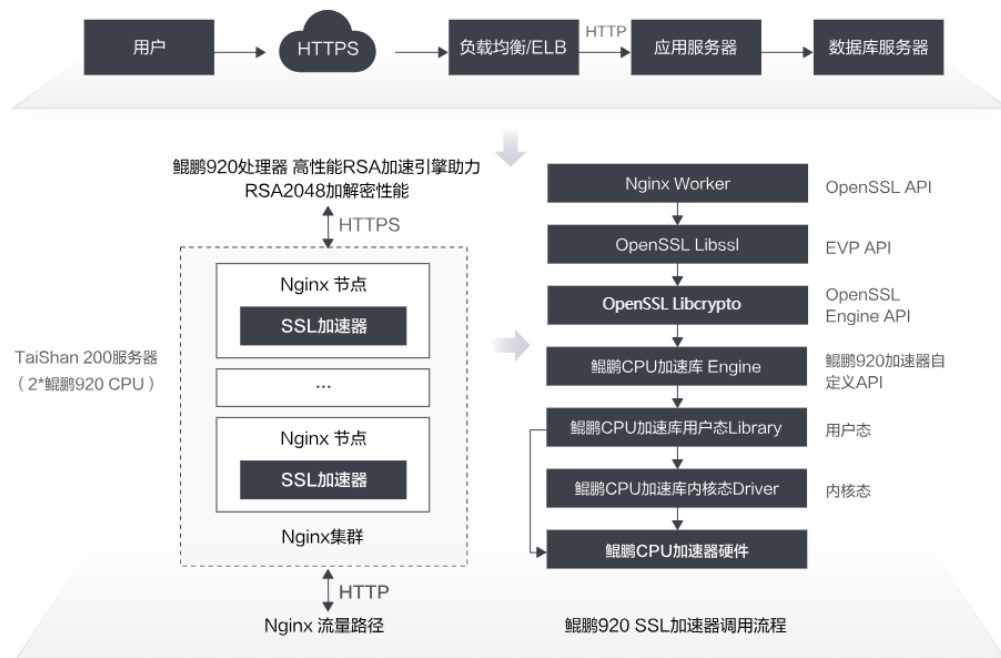 用户
HTTPS
负载均衡/ELB
HTTP
应用服务器
数据库服务器
鲲鹏920处理器 高性能RSA加速引擎助力
RSA2048加解密性能
HTTPS
Nginx 节点
SSL加速器
...
Nginx 节点
SSL加速器
Nginx集群
TaiShan 200服务器
（2*鲲鹏920 CPU）
HTTP
Nginx 流量路径
Nginx Worker
OpenSSL API
OpenSSL Libssl
EVP API
OpenSSL Libcrypto
OpenSSL
Engine API
鲲鹏CPU加速库 Engine
鲲鹏920加速器自
定义API
鲲鹏CPU加速库用户态Library
用户态
鲲鹏CPU加速库内核态Driver
内核态
鲲鹏CPU加速器硬件
鲲鹏920 SSL加速器调用流程